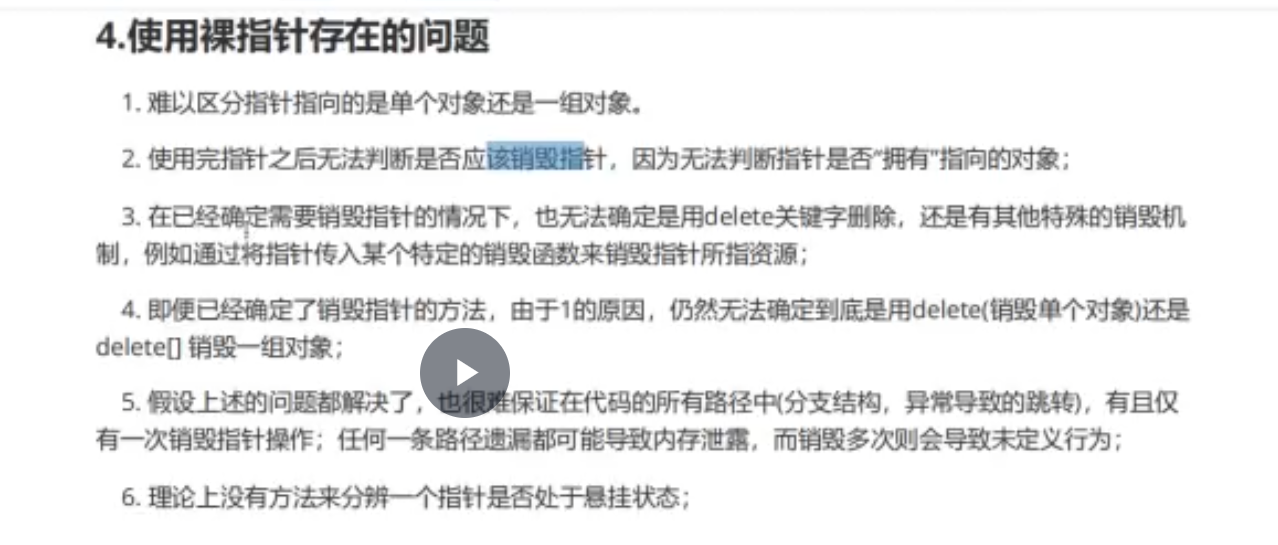 4.使用裸指针存在的问题
1. 难以区分指针指向的是单个对象还是一组对象。
2. 使用完指针之后无法判断是否应该销毁指针，因为无法判断指针是否“拥有”指向的对象；
3. 在已经确定需要销毁指针的情况下，也无法确定是用delete关键字删除，还是有其他特殊的销毁机
制，例如通过将指针传入某个特定的销毁函数来销毁指针所指资源；
4. 即便已经确定了销毁指针的方法，由于1的原因，仍然无法确定到底是用delete(销毁单个对象)还是
delete[] 销毁一组对象；
5. 假设上述的问题都解决了，也很难保证在代码的所有路径中(分支结构，异常导致的跳转)，有且仅
有一次销毁指针操作；任何一条路径遗漏都可能导致内存泄露，而销毁多次则会导致未定义行为；
6. 理论上没有方法来分辨一个指针是否处于悬挂状态；